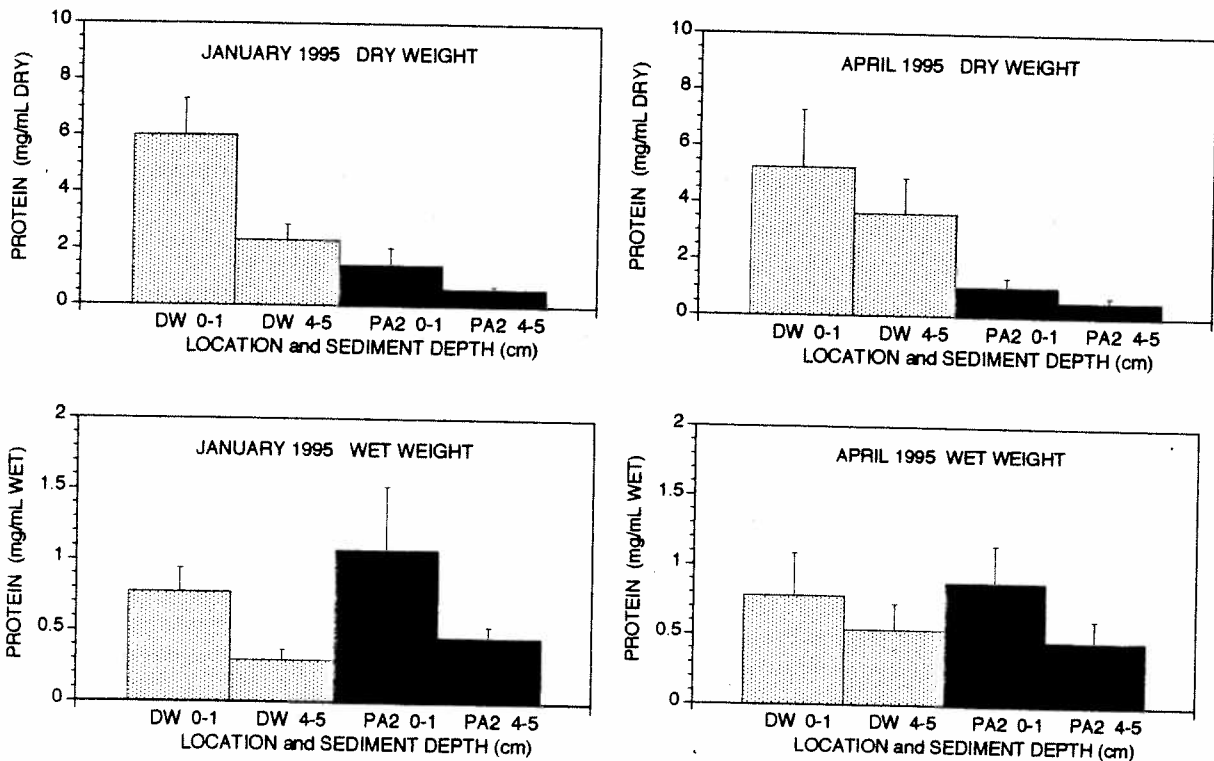 JANUARY 1995 DRY WEIGHT
PROTEIN (mg/mL DRY)
10
8
6
4
2
0
DW 0-1 DW 4-5 PA2 0-1 PA2 4-5
LOCATION and SEDIMENT DEPTH (cm)
APRIL 1995 DRY WEIGHT
PROTEIN (mg/mL DRY)
10
8
6
4
2
0
DW 0-1 DW 4-5 PA2 0-1 PA2 4-5
LOCATION and SEDIMENT DEPTH (cm)
JANUARY 1995 WET WEIGHT
PROTEIN (mg/mL WET)
2
1.5
1
0.5
0
DW 0-1 DW 4-5 PA2 0-1 PA2 4-5
LOCATION and SEDIMENT DEPTH (cm)
APRIL 1995 WET WEIGHT
PROTEIN (mg/mL WET)
2
1.5
1
0.5
0
DW 0-1 DW 4-5 PA2 0-1 PA2 4-5
LOCATION and SEDIMENT DEPTH (cm)